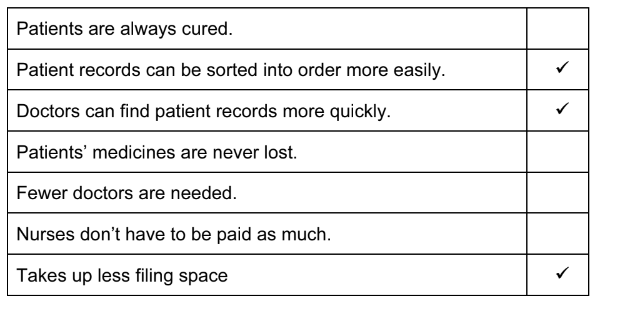 Patients are always cured.
Patient records can be sorted into order more easily. ✓
Doctors can find patient records more quickly. ✓
Patients’ medicines are never lost.
Fewer doctors are needed.
Nurses don’t have to be paid as much.
Takes up less filing space ✓